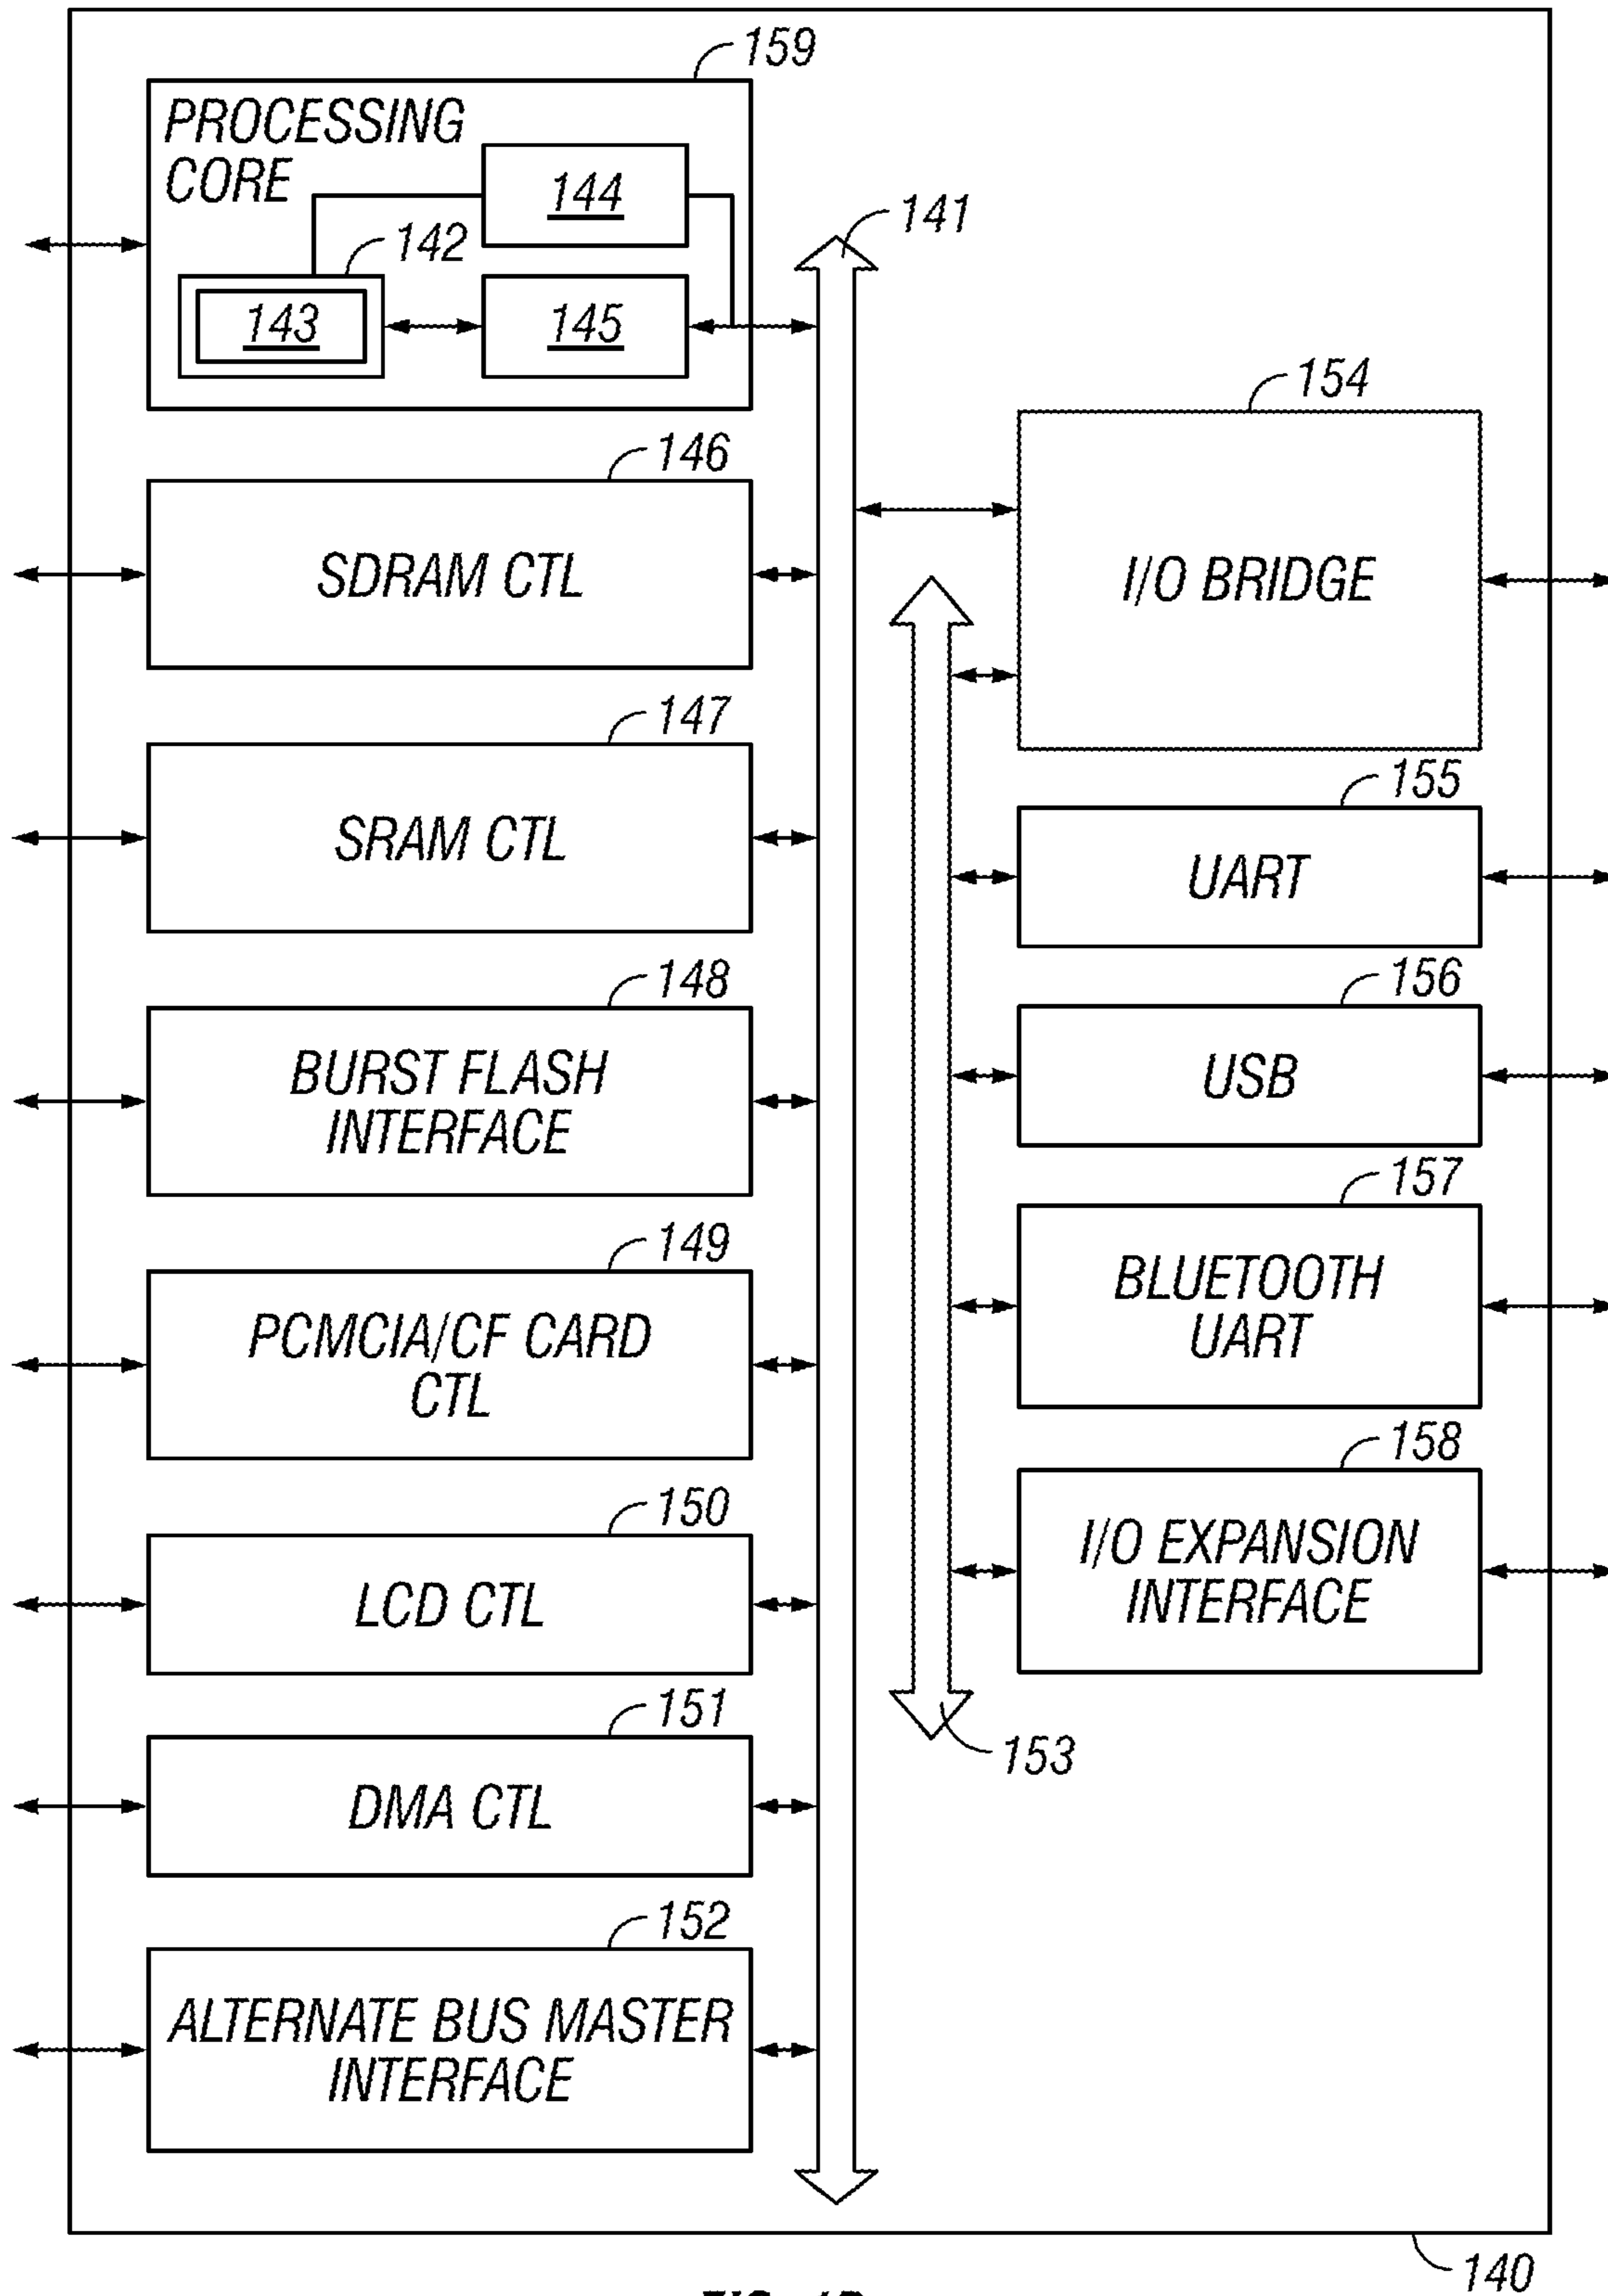 159
PROCESSING
CORE
144
142
143
145
141
146
SDRAM CTL
147
SRAM CTL
148
BURST FLASH
INTERFACE
149
PCMCIA/CF CARD
CTL
150
LCD CTL
151
DMA CTL
152
ALTERNATE BUS MASTER
INTERFACE
154
I/O BRIDGE
155
UART
156
USB
157
BLUETOOTH
UART
158
I/O EXPANSION
INTERFACE
153
140